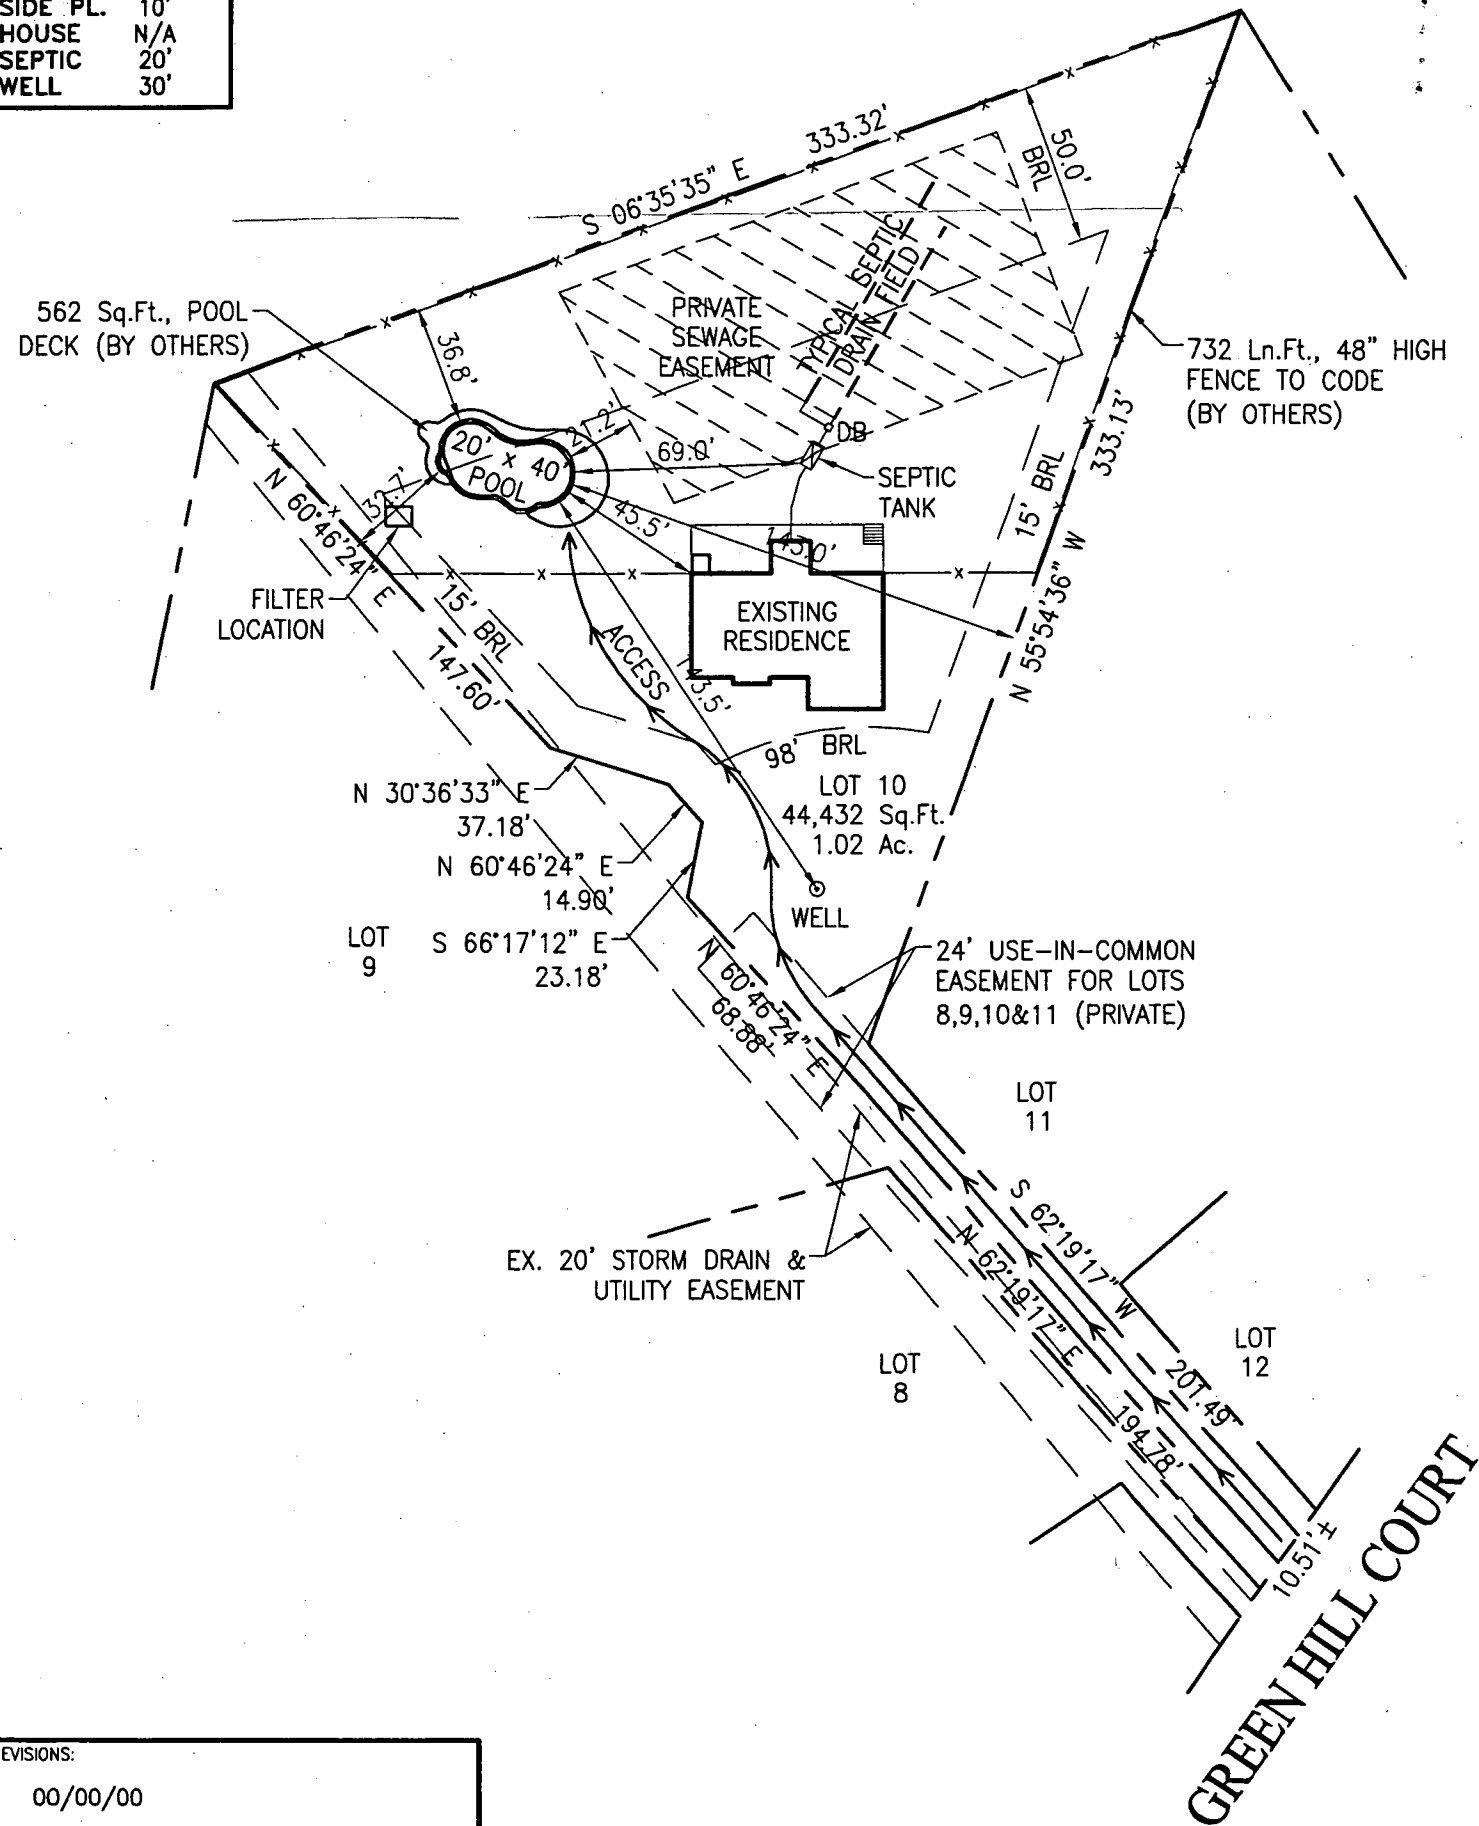 SIDE PL. 10'
HOUSE N/A
SEPTIC 20'
WELL 30'
S 06°35'35" E 333.32'
50.0'
BRL
562 Sq.Ft., POOL
DECK (BY OTHERS)
36.8'
PRIVATE
SEWAGE
EASEMENT
TYPICAL SEPTIC
DRAIN FIELD
732 Ln.Ft., 48" HIGH
FENCE TO CODE
(BY OTHERS)
20' x 40'
POOL
69.0'
DB
SEPTIC
TANK
32.7'
45.5'
15' BRL
333.13'
N 55°54'36" W
N 60°46'24" E
147.60'
15' BRL
FILTER
LOCATION
EXISTING
RESIDENCE
ACCESS
143.5'
98' BRL
LOT 10
44,432 Sq.Ft.
1.02 Ac.
N 30°36'33" E
37.18'
N 60°46'24" E
14.90'
WELL
LOT
9
S 66°17'12" E
23.18'
N 60°46'24" E
68.88'
24' USE-IN-COMMON
EASEMENT FOR LOTS
8,9,10&11 (PRIVATE)
LOT
11
EX. 20' STORM DRAIN &
UTILITY EASEMENT
S 62°19'17" W
201.49'
N 62°19'17" E
194.78'
LOT
12
LOT
8
10.51'±
GREEN HILL COURT
EVISIONS:
00/00/00